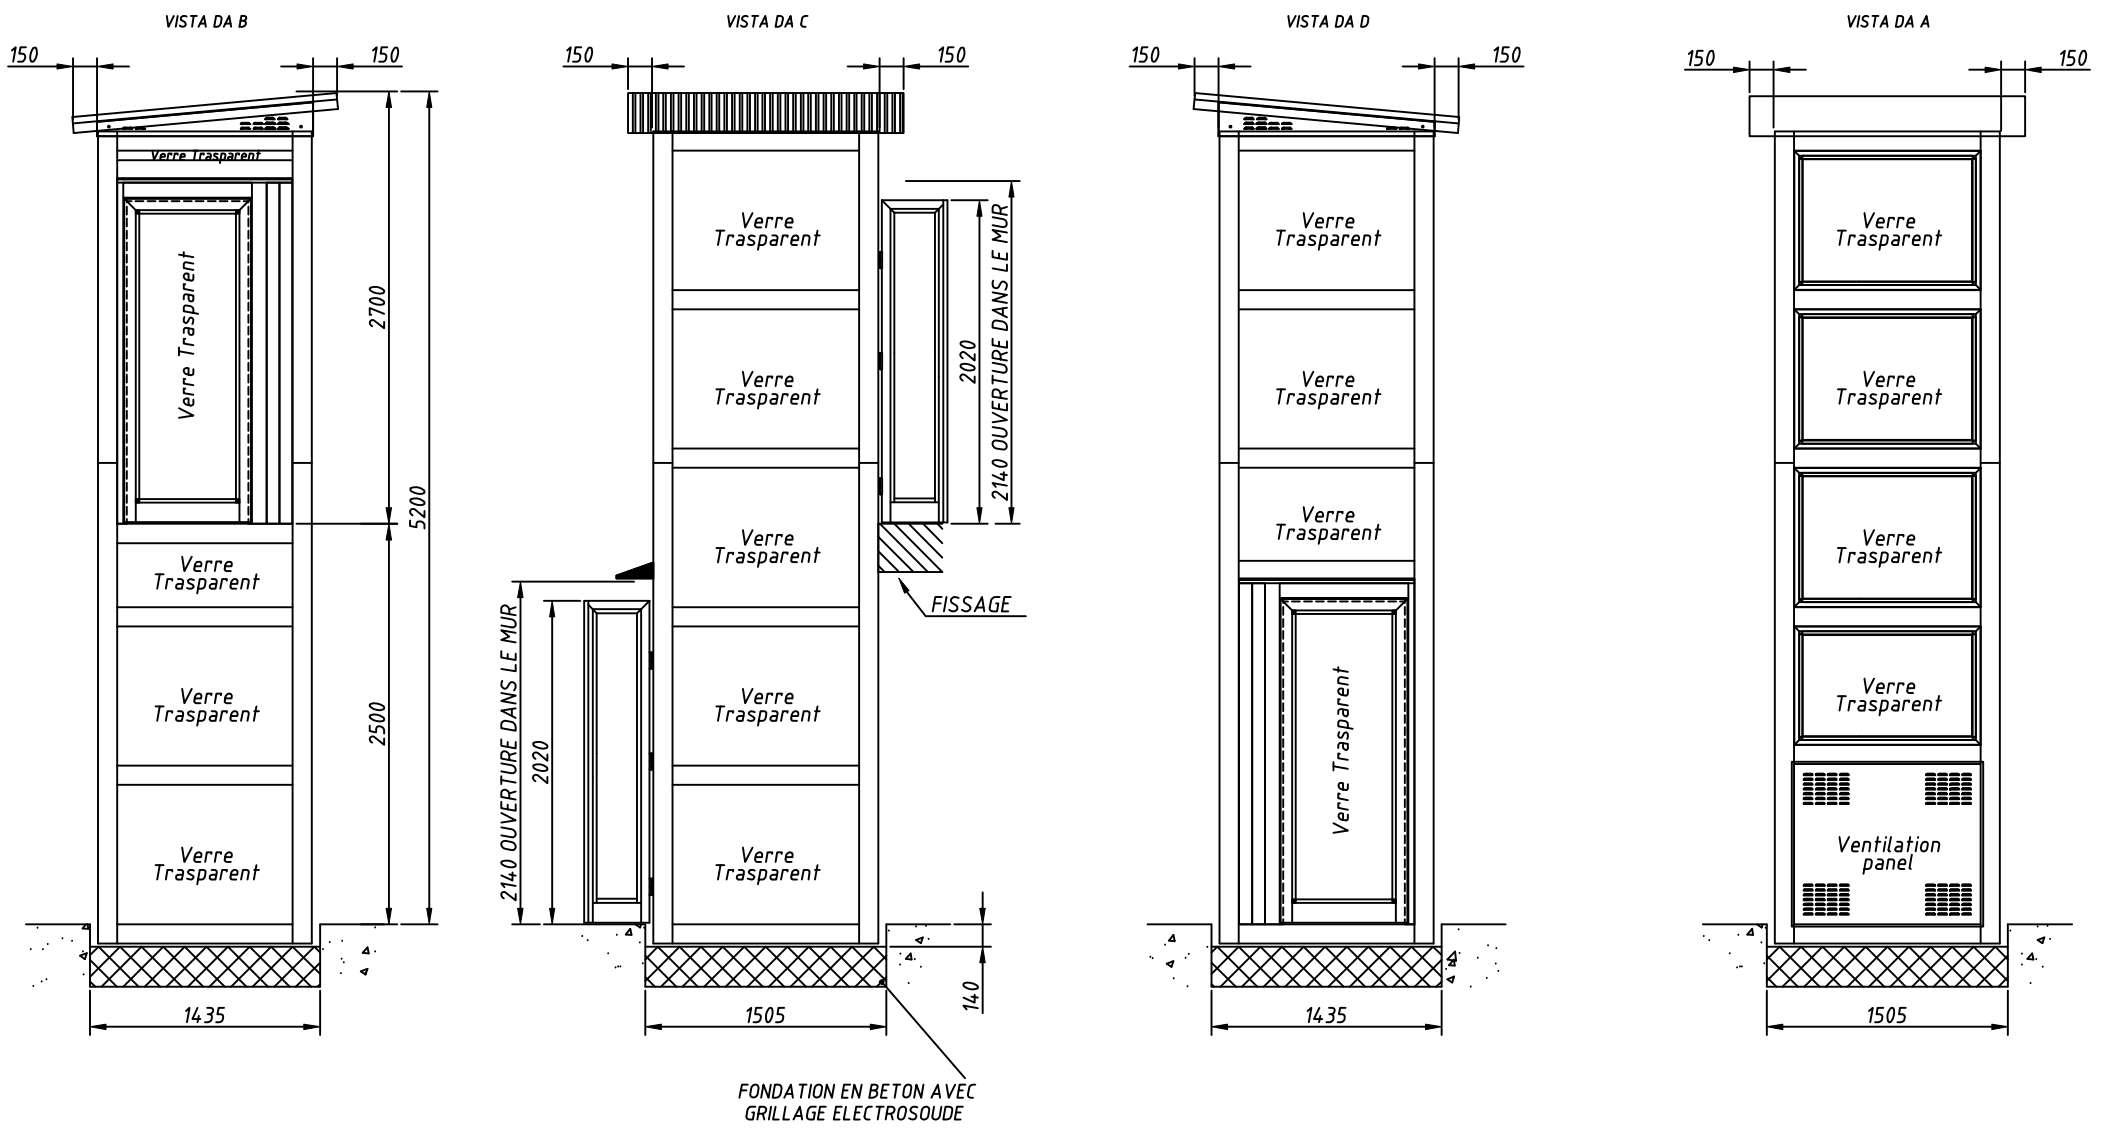 VISTA DA B
150
150
Verre Trasparent
Verre Trasparent
2700
5200
Verre
Trasparent
2500
Verre
Trasparent
Verre
Trasparent
1435
VISTA DA C
150
150
Verre
Trasparent
2020
2140 OUVERTURE DANS LE MUR
Verre
Trasparent
Verre
Trasparent
FISSAGE
2140 OUVERTURE DANS LE MUR
2020
Verre
Trasparent
Verre
Trasparent
140
1505
FONDATION EN BETON AVEC
GRILLAGE ELECTROSOUDE
VISTA DA D
150
150
Verre
Trasparent
Verre
Trasparent
Verre
Trasparent
Verre Trasparent
1435
VISTA DA A
150
150
Verre
Trasparent
Verre
Trasparent
Verre
Trasparent
Verre
Trasparent
Ventilation
panel
1505